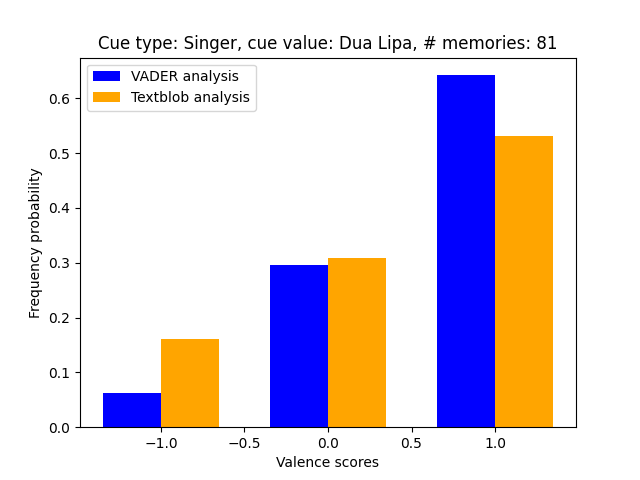 Cue type: Singer, cue value: Dua Lipa, # memories: 81
VADER analysis
Textblob analysis
Frequency probability
0.6
0.5
0.4
0.3
0.2
0.1
0.0
−1.0 −0.5 0.0 0.5 1.0
Valence scores